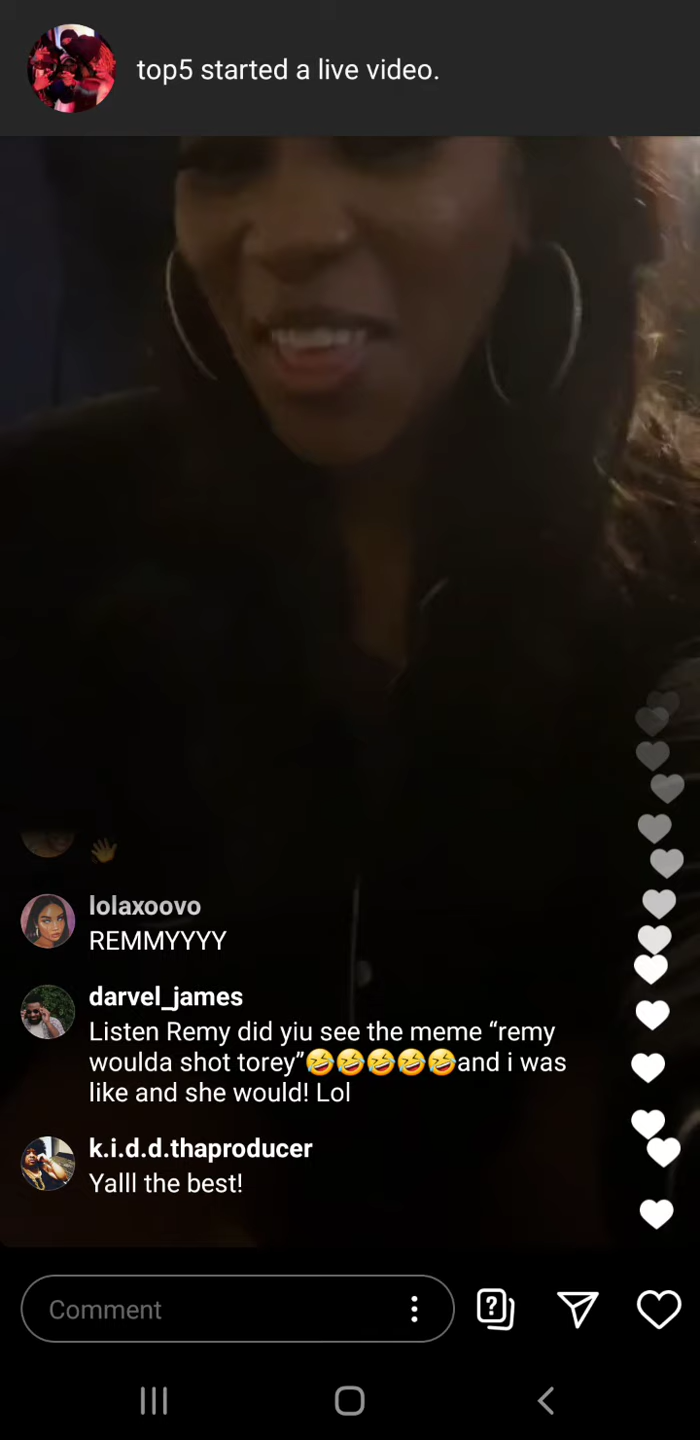 top5 started a live video.
👋
lolaxoovo
REMMYYYY
darvel_james
Listen Remy did yiu see the meme “remy
woulda shot torey”🤣🤣🤣🤣🤣and i was
like and she would! Lol
k.i.d.d.thaproducer
Yalll the best!
Comment